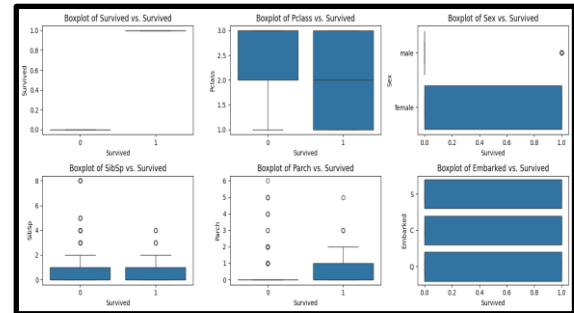 Boxplot of Survived vs. Survived
1.0
0.8
0.6
0.4
0.2
0.0
Survived
0
1
Survived
Boxplot of Pclass vs. Survived
3.0
2.5
2.0
1.5
1.0
Pclass
0
1
Survived
Boxplot of Sex vs. Survived
male
female
Sex
0.0
0.2
0.4
0.6
0.8
1.0
Survived
Boxplot of SibSp vs. Survived
8
6
4
2
0
SibSp
0
1
Survived
Boxplot of Parch vs. Survived
6
5
4
3
2
1
0
Parch
0
1
Survived
Boxplot of Embarked vs. Survived
S
C
Q
Embarked
0.0
0.2
0.4
0.6
0.8
1.0
Survived